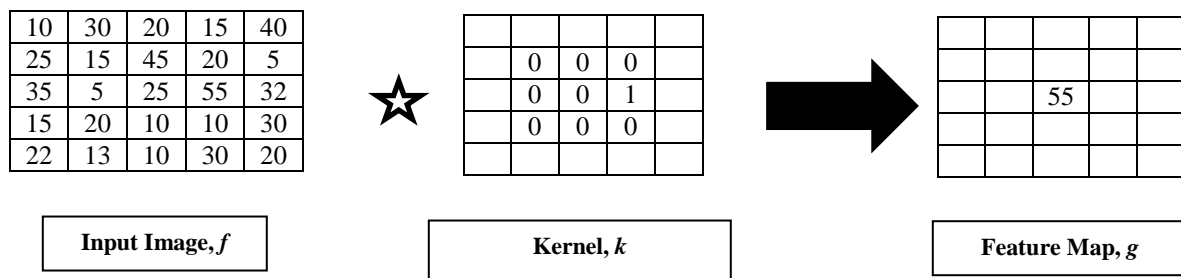 10 30 20 15 40
25 15 45 20 5
35 5 25 55 32
15 20 10 10 30
22 13 10 30 20
0 0 0
0 0 1
0 0 0
55
Input Image, f
Kernel, k
Feature Map, g